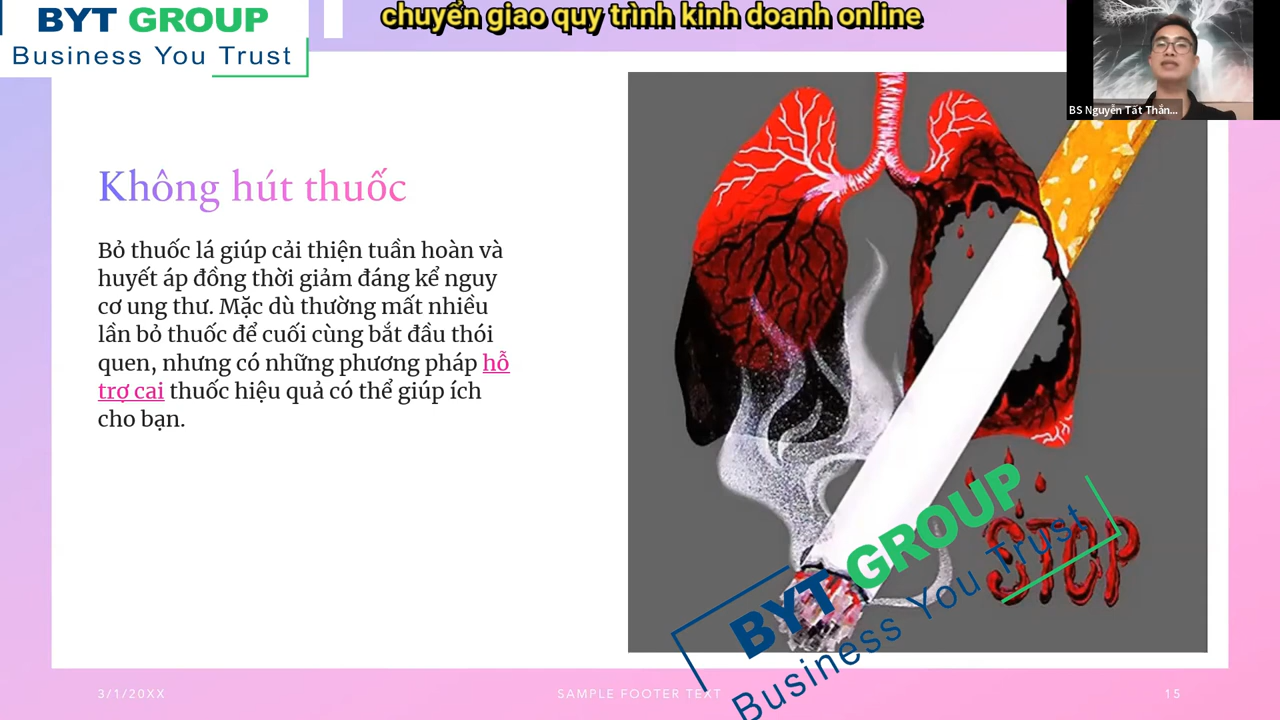 BYT GROUP
Business You Trust
chuyển giao quy trình kinh doanh online
BS Nguyễn Tất Thắn...
Không hút thuốc
Bỏ thuốc lá giúp cải thiện tuần hoàn và
huyết áp đồng thời giảm đáng kể nguy
cơ ung thư. Mặc dù thường mất nhiều
lần bỏ thuốc để cuối cùng bắt đầu thói
quen, nhưng có những phương pháp hỗ
trợ cai thuốc hiệu quả có thể giúp ích
cho bạn.
STOP
BYT GROUP
Business You Trust
3/1/20XX
SAMPLE FOOTER TEXT
15